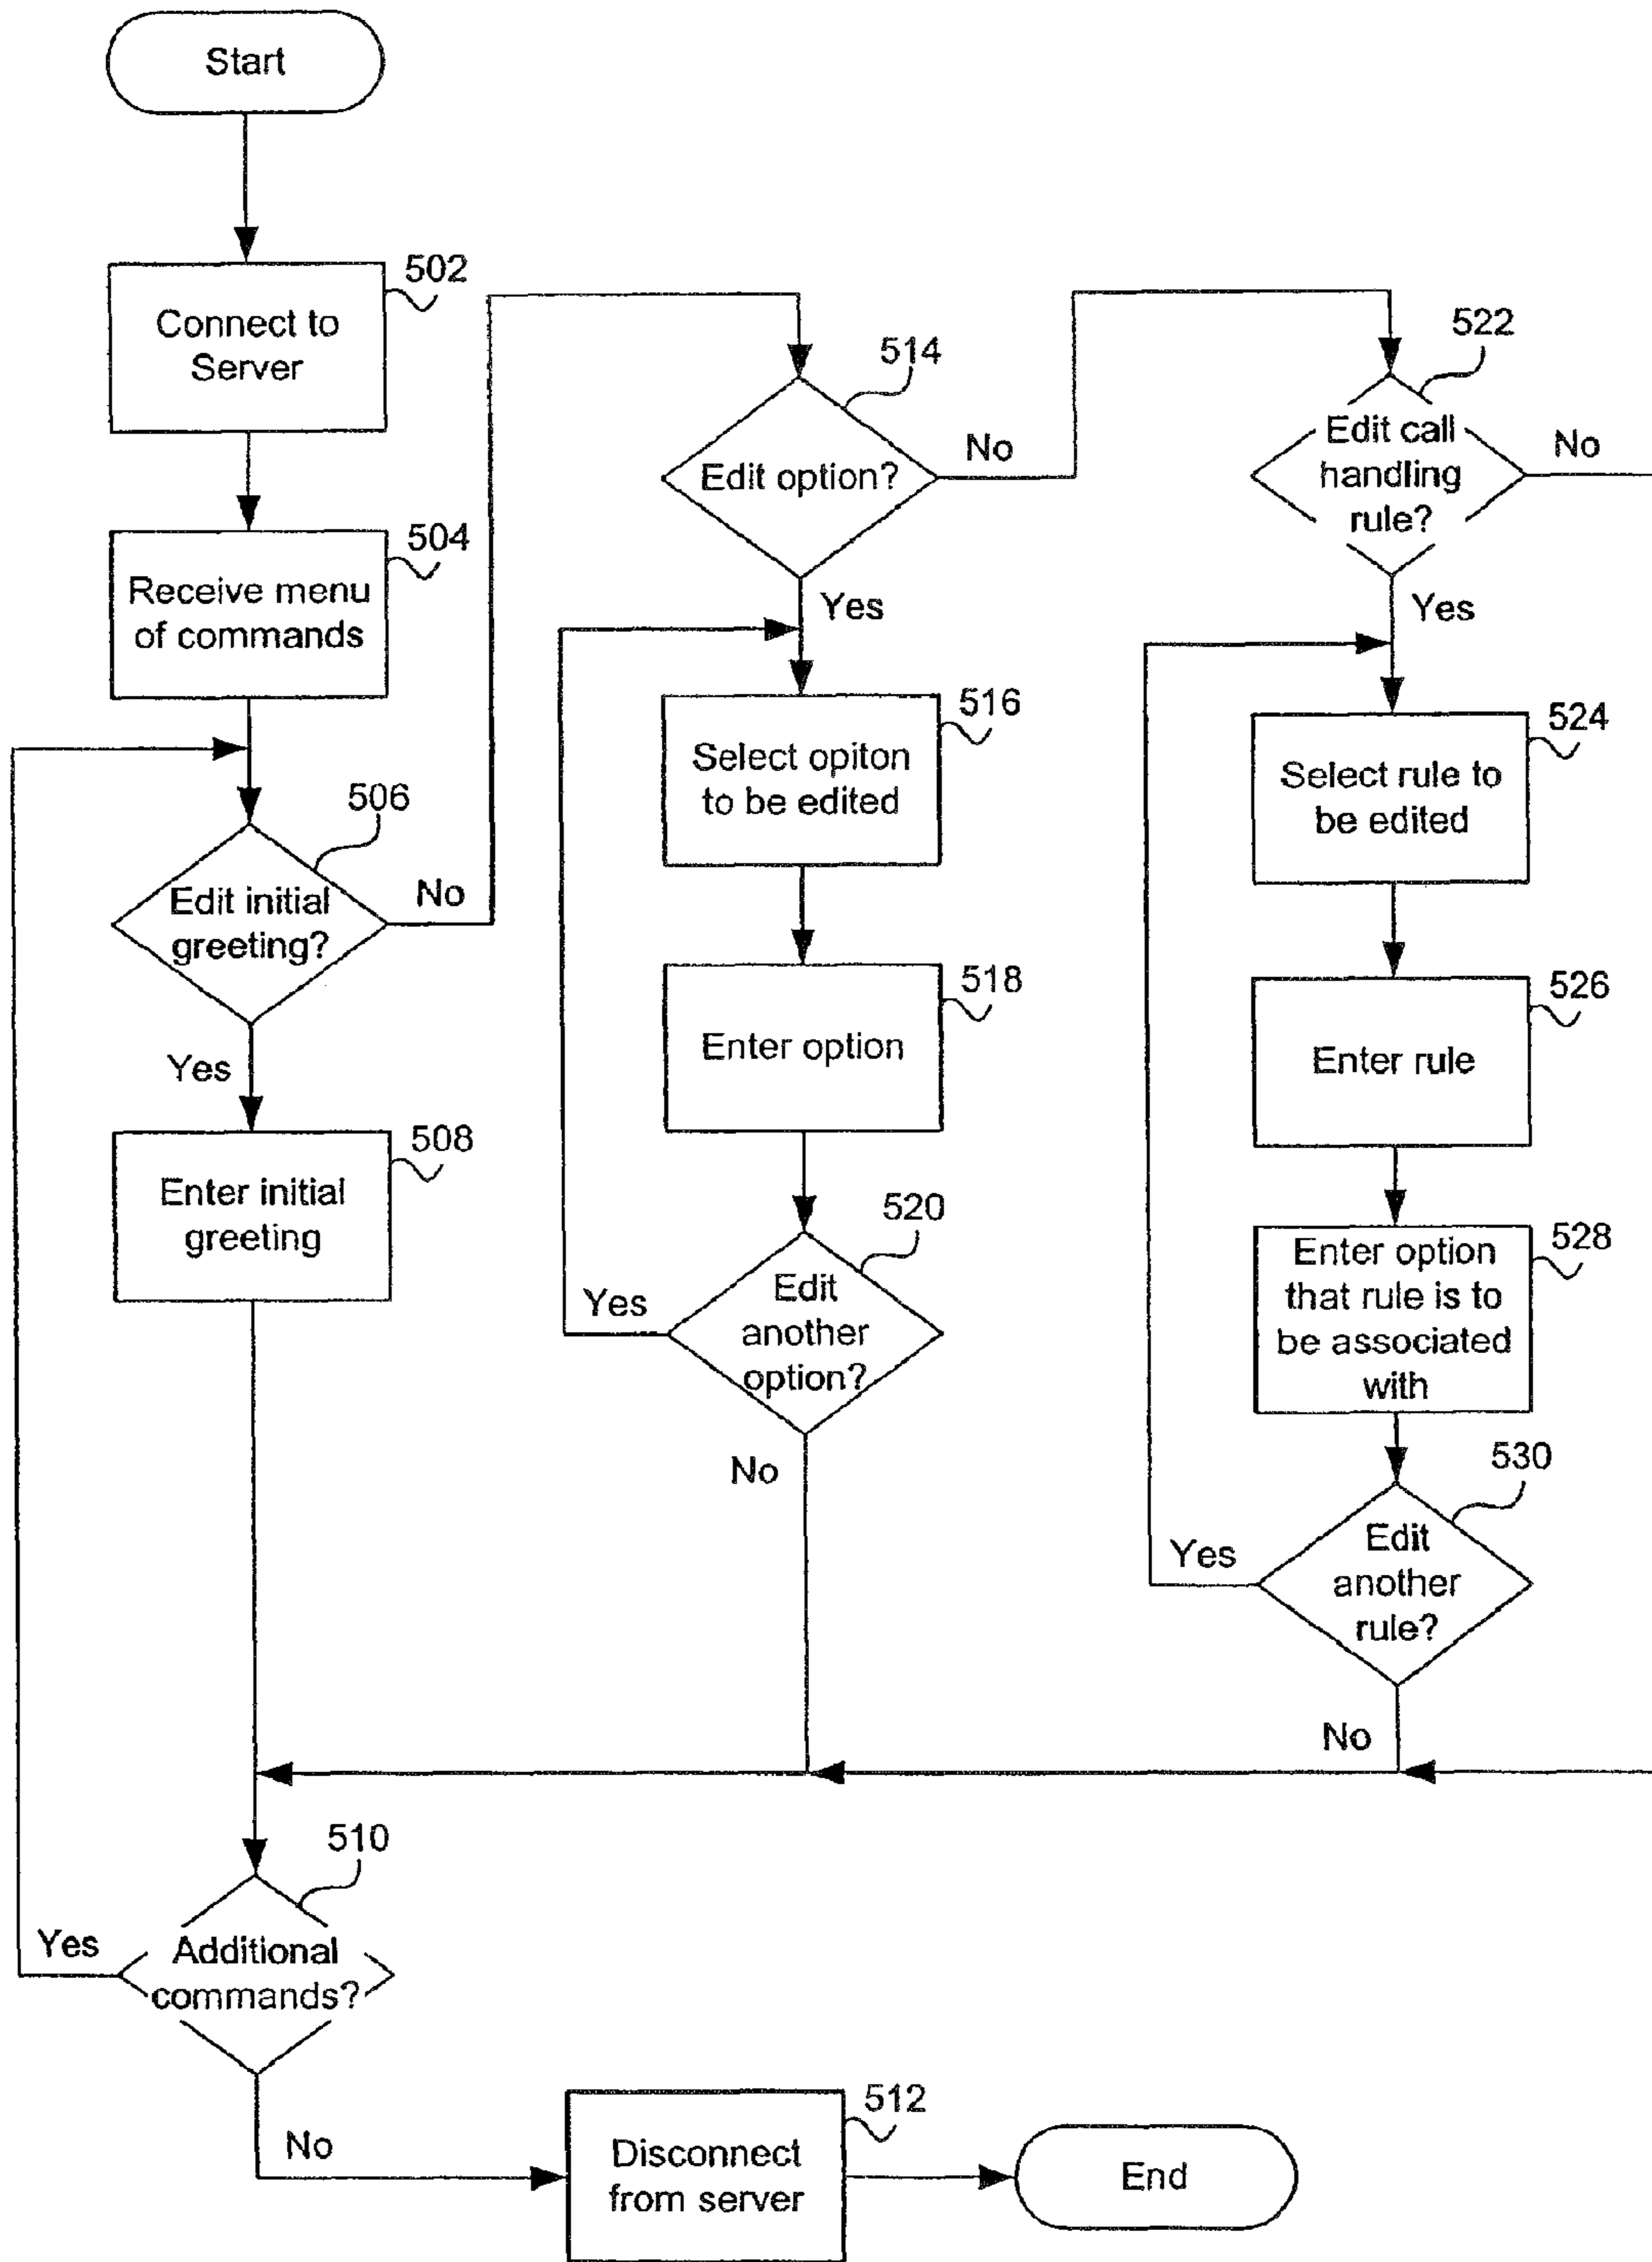 Start
502
Connect to
Server
504
Receive menu
of commands
506
Edit initial
greeting?
No
Yes
508
Enter initial
greeting
514
Edit option?
No
Yes
516
Select opiton
to be edited
518
Enter option
520
Edit
another
option?
Yes
No
522
Edit call
handling
rule?
No
Yes
524
Select rule to
be edited
526
Enter rule
528
Enter option
that rule is to
be associated
with
530
Edit
another
rule?
Yes
No
510
Additional
commands?
Yes
No
512
Disconnect
from server
End